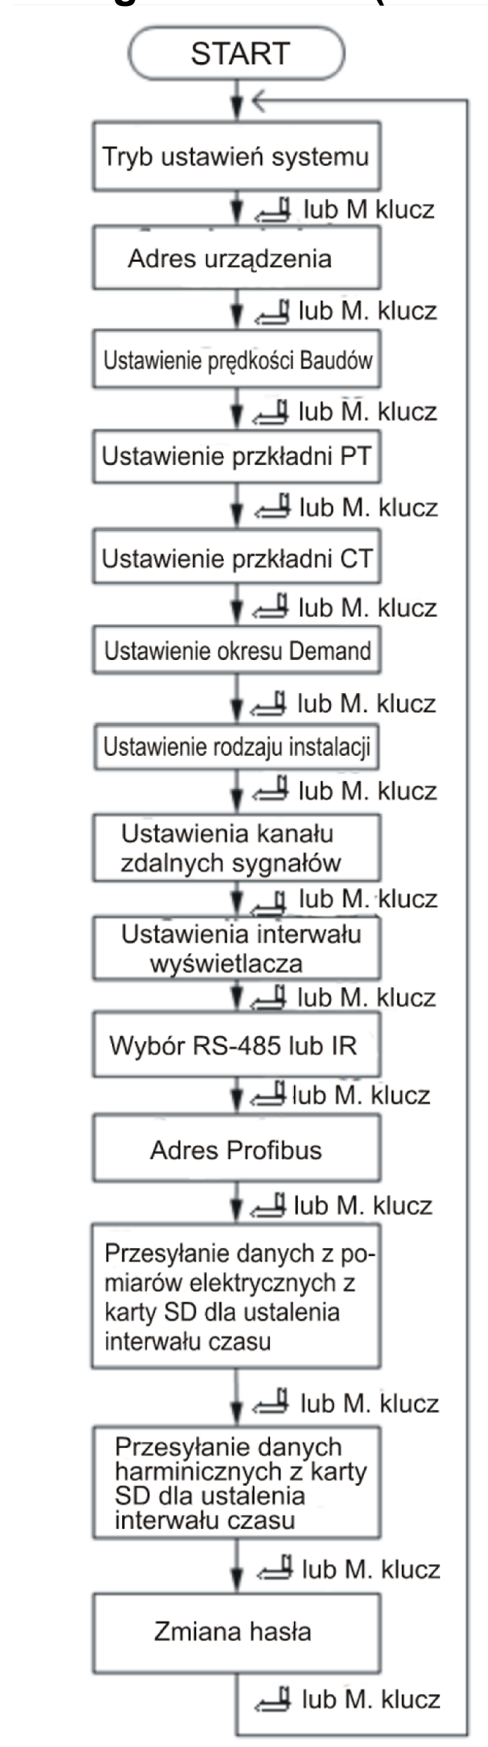 START
Tryb ustawień systemu
lub M klucz
Adres urządzenia
lub M. klucz
Ustawienie prędkości Baudów
lub M. klucz
Ustawienie przkładni PT
lub M. klucz
Ustawienie przkładni CT
lub M. klucz
Ustawienie okresu Demand
lub M. klucz
Ustawienie rodzaju instalacji
lub M. klucz
Ustawienia kanału
zdalnych sygnałów
lub M. klucz
Ustawienia interwału
wyświetlacza
lub M. klucz
Wybór RS-485 lub IR
lub M. klucz
Adres Profibus
lub M. klucz
Przesyłanie danych z po-
miarów elektrycznych z
karty SD dla ustalenia
interwału czasu
lub M. klucz
Przesyłanie danych
harminicznych z karty
SD dla ustalenia
interwału czasu
lub M. klucz
Zmiana hasła
lub M. klucz